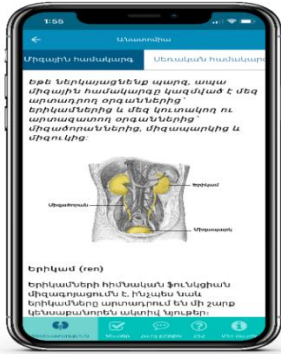 1:55
Անատոմիա
Միզային համակարգ
Սեռական համակարգ
Եթե ներկայացնենք պարզ, ապա
միզային համակարգը կազմված է մեզ
արտադրող օրգաններից՝
երիկամներից և մեզ կուտակող ու
արտազատող օրգաններից՝
միզածորաններից, միզապարկից և
միզուկից:
Երիկամ
Միզածորան
Միզապարկ
Երիկամ (ren)
Երիկամների հիմնական ֆունկցիան
միզագոյացումն է, ինչպես նաև
երիկամները արտադրում են մի շարք
կենսաբանորեն ակտիվ նյութեր: